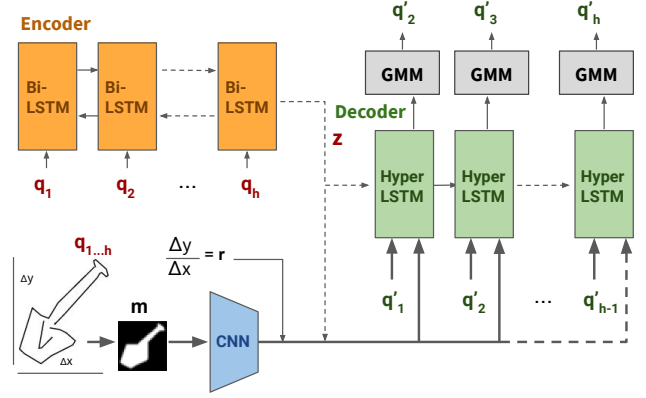 Encoder
Bi-
LSTM
Bi-
LSTM
Bi-
LSTM
q1
q2
...
qh
q'2
q'3
q'h
GMM
GMM
GMM
Decoder
z
Hyper
LSTM
Hyper
LSTM
Hyper
LSTM
q'1
q'2
...
q'h-1
q1...h
Δy
Δx
m
Δy
Δx
= r
CNN